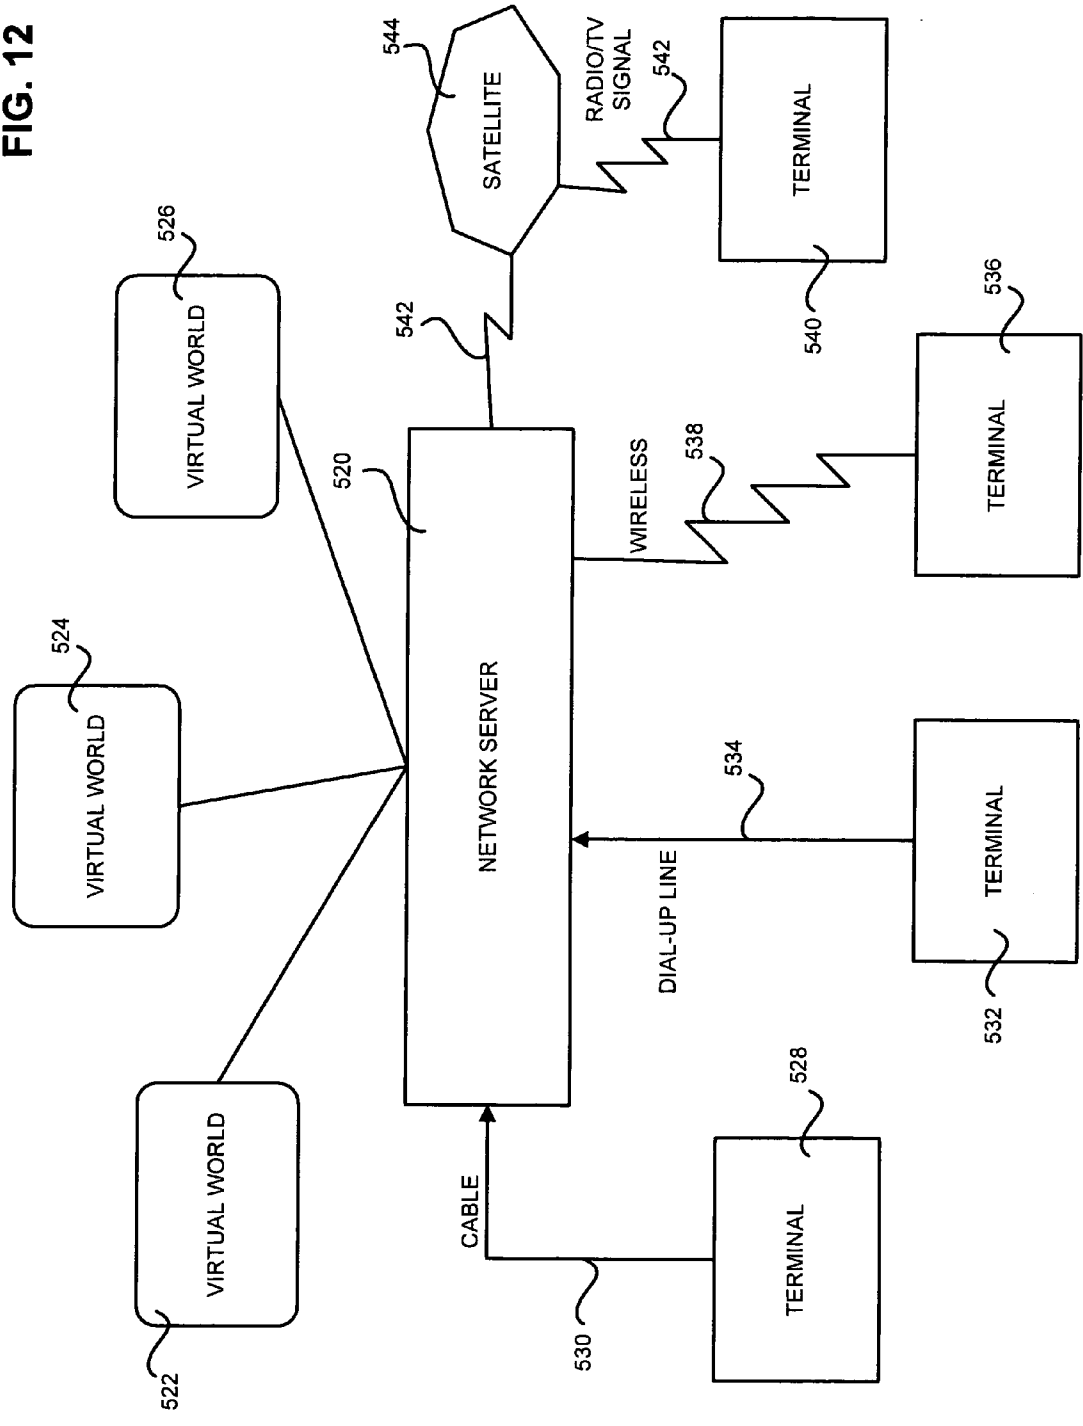 FIG. 12
522
VIRTUAL WORLD
524
VIRTUAL WORLD
526
VIRTUAL WORLD
520
NETWORK SERVER
542
544
SATELLITE
RADIO/TV
SIGNAL
542
CABLE
530
DIAL-UP LINE
534
WIRELESS
538
528
TERMINAL
532
TERMINAL
536
TERMINAL
540
TERMINAL